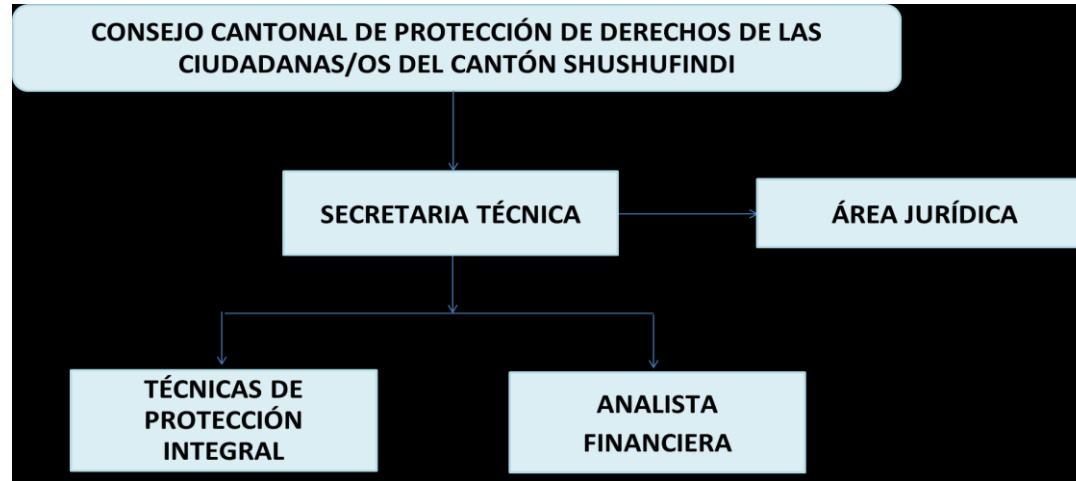 CONSEJO CANTONAL DE PROTECCIÓN DE DERECHOS DE LAS
CIUDADANAS/OS DEL CANTÓN SHUSHUFINDI
SECRETARIA TÉCNICA
ÁREA JURÍDICA
TÉCNICAS DE
PROTECCIÓN
INTEGRAL
ANALISTA
FINANCIERA